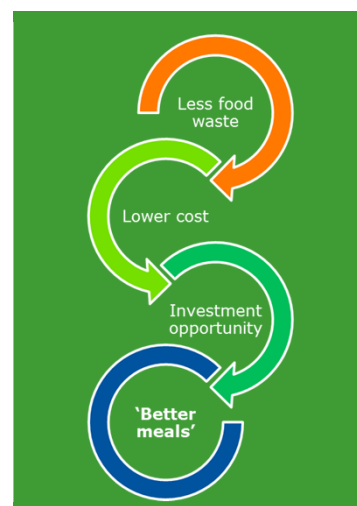 Less food
waste
Lower cost
Investment
opportunity
‘Better
meals’